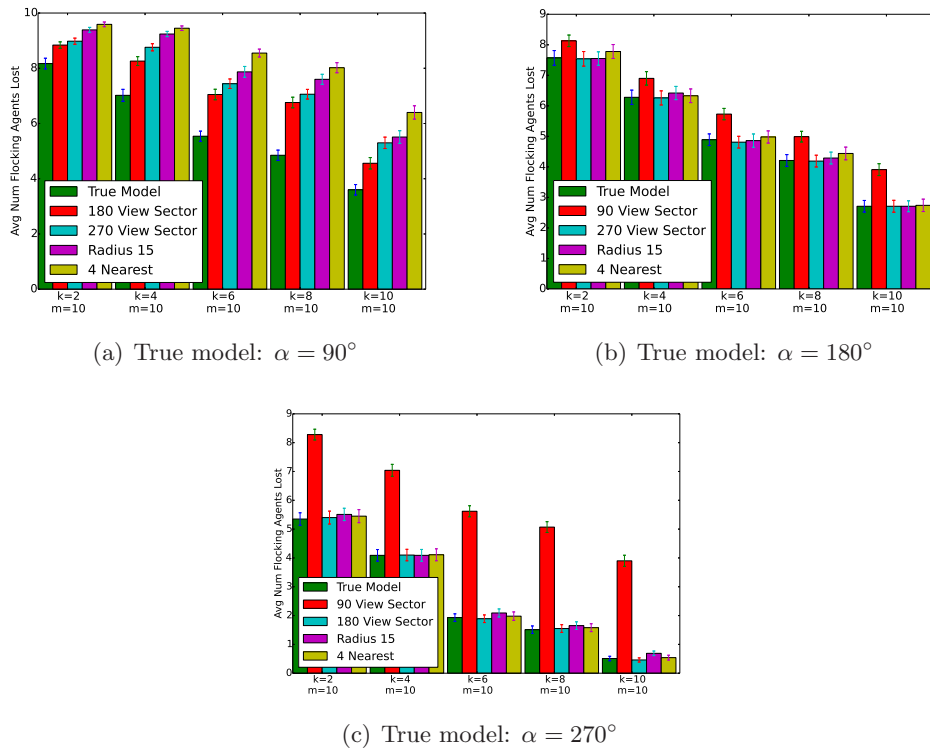 10
8
6
4
2
0
Avg Num Flocking Agents Lost
True Model
180 View Sector
270 View Sector
Radius 15
4 Nearest
k=2 k=4 k=6 k=8 k=10
m=10 m=10 m=10 m=10 m=10
(a) True model: α = 90°
9
8
7
6
5
4
3
2
1
0
Avg Num Flocking Agents Lost
True Model
90 View Sector
270 View Sector
Radius 15
4 Nearest
k=2 k=4 k=6 k=8 k=10
m=10 m=10 m=10 m=10 m=10
(b) True model: α = 180°
9
8
7
6
5
4
3
2
1
0
Avg Num Flocking Agents Lost
True Model
90 View Sector
180 View Sector
Radius 15
4 Nearest
k=2 k=4 k=6 k=8 k=10
m=10 m=10 m=10 m=10 m=10
(c) True model: α = 270°